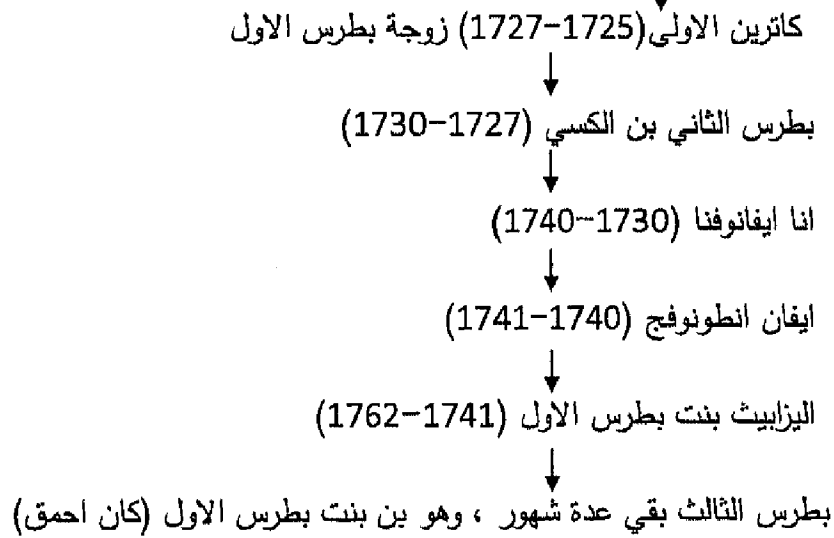 كاترين الاولى(1725–1727) زوجة بطرس الاول
بطرس الثاني بن الكسي (1727–1730)
انا ايفانوفنا (1730–1740)
ايفان انطونوفج (1740–1741)
اليزابيث بنت بطرس الاول (1741–1762)
بطرس الثالث بقي عدة شهور ، وهو بن بنت بطرس الاول (كان احمق)